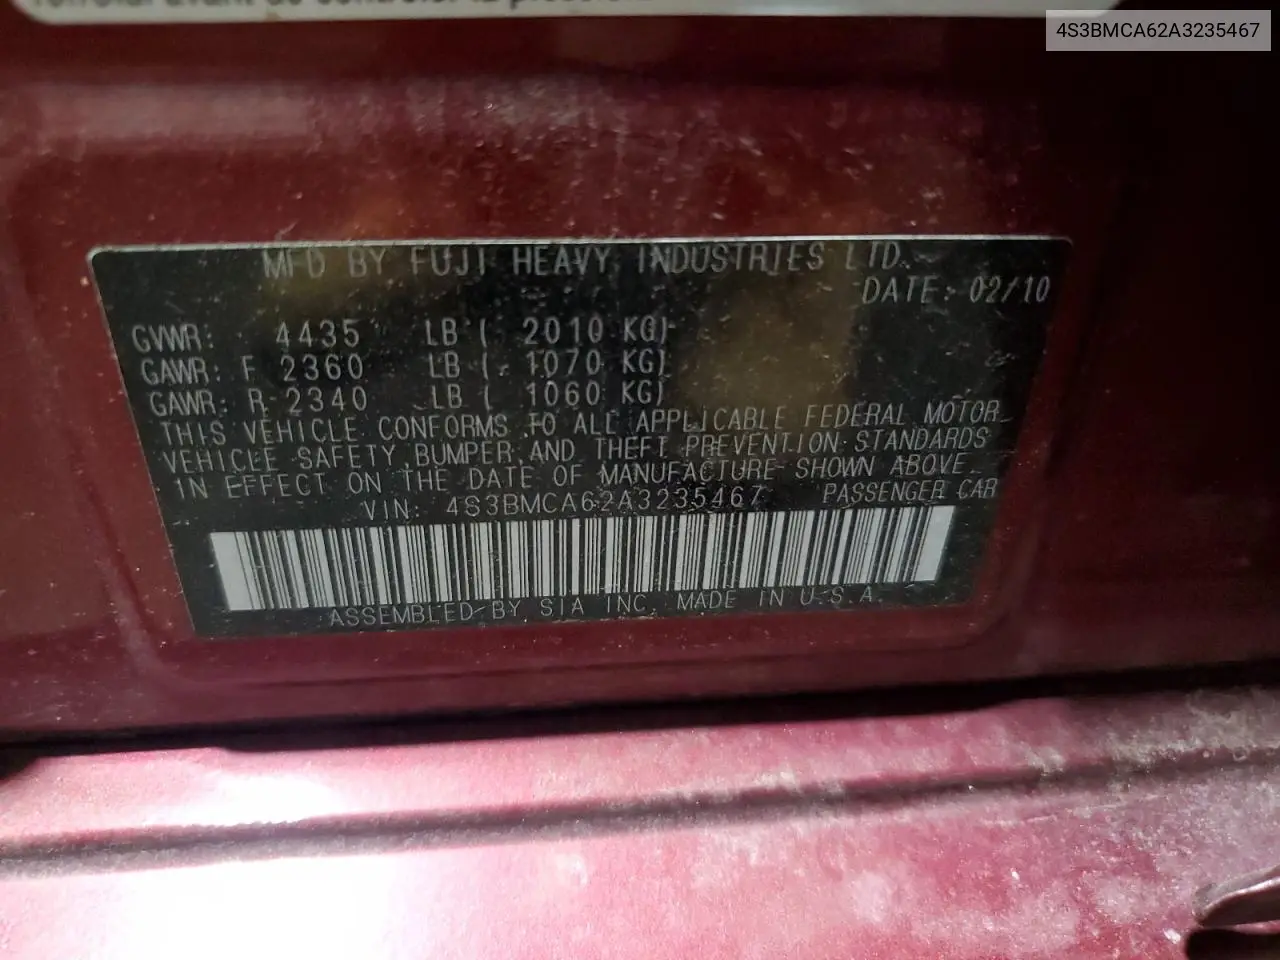 4S3BMCA62A3235467
MFD BY FUJI HEAVY INDUSTRIES LTD.
DATE: 02/10
GVWR: 4435 LB ( 2010 KG)
GAWR: F 2360 LB ( 1070 KG)
GAWR: R 2340 LB ( 1060 KG)
THIS VEHICLE CONFORMS TO ALL APPLICABLE FEDERAL MOTOR
VEHICLE SAFETY, BUMPER AND THEFT PREVENTION STANDARDS
IN EFFECT ON THE DATE OF MANUFACTURE SHOWN ABOVE.
VIN: 4S3BMCA62A3235467 PASSENGER CAR
ASSEMBLED BY SIA INC. MADE IN U.S.A.